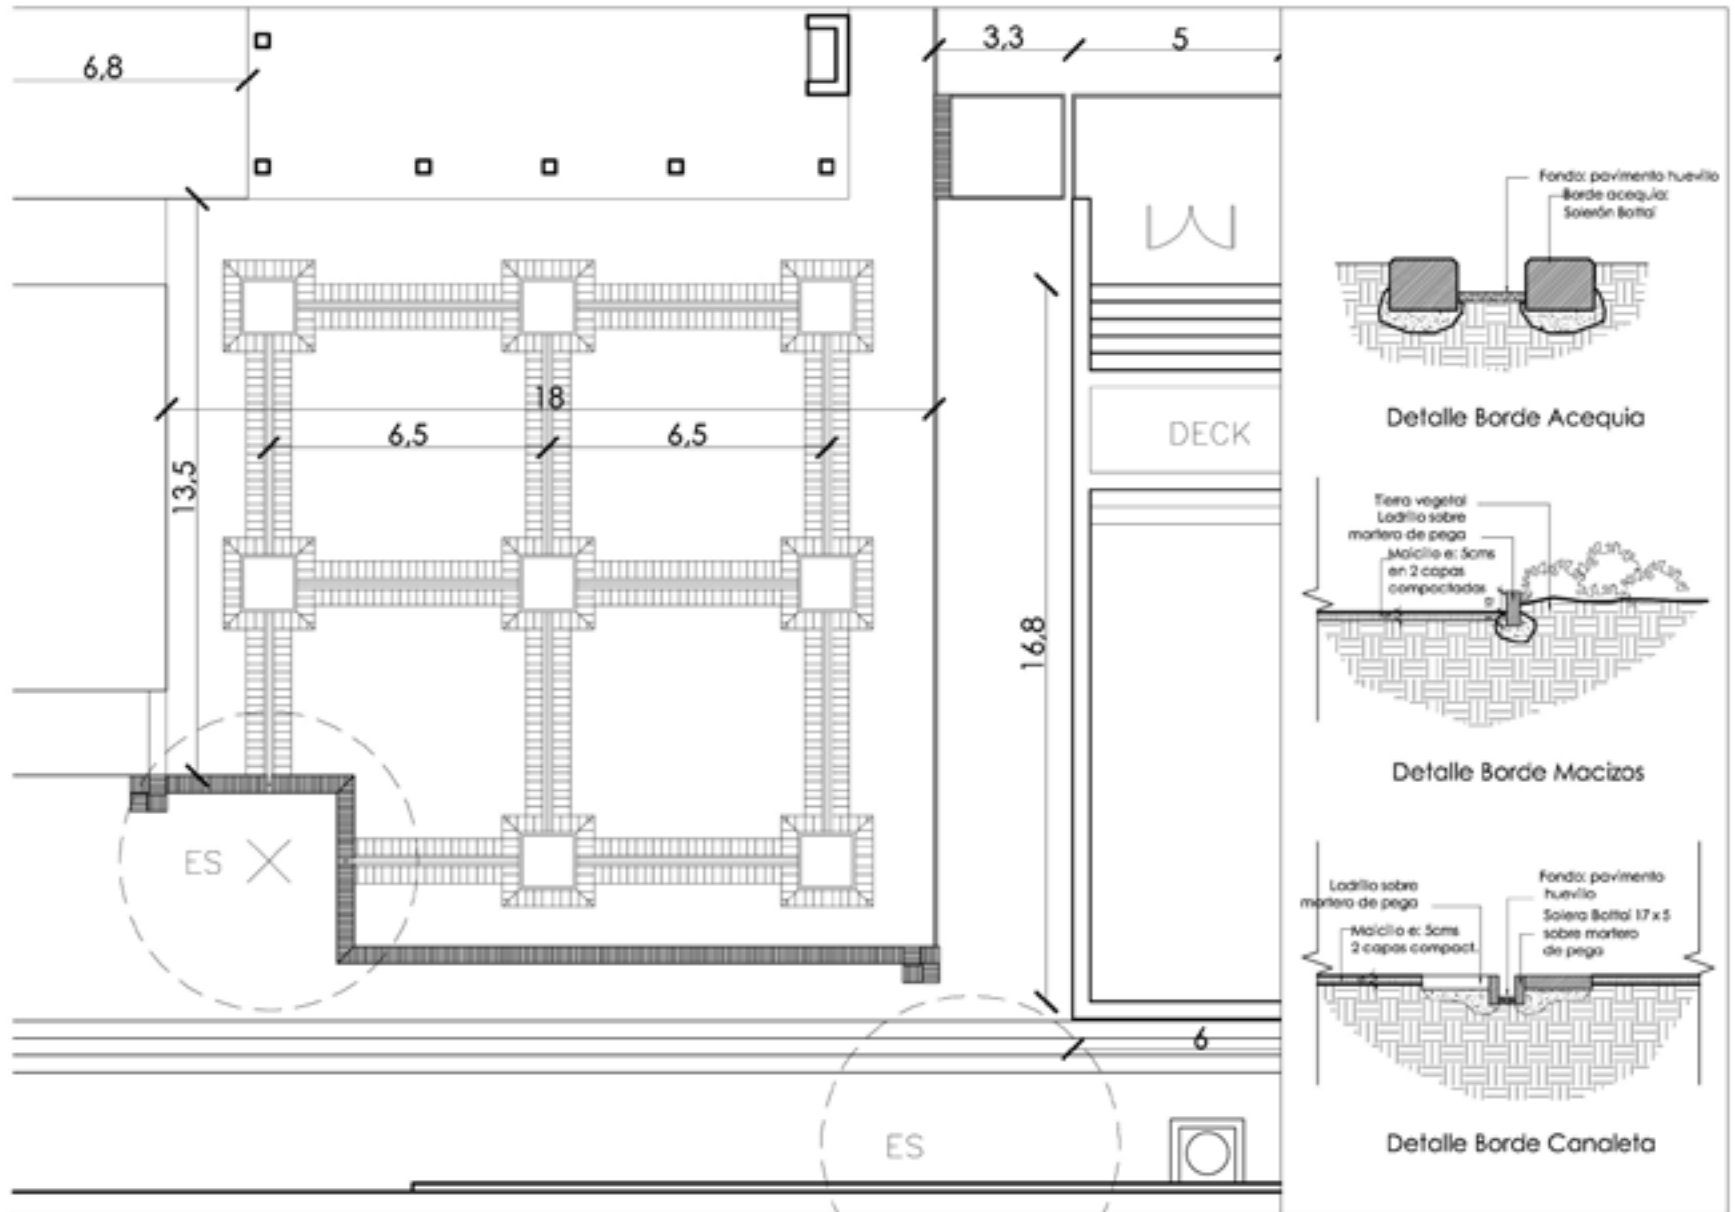 6,8
3,3
5
18
6,5
6,5
13,5
16,8
DECK
ES
6
ES
Fondo: pavimento huevillo
Borde acequia:
Solerón Bottai
Detalle Borde Acequia
Tierra vegetal
Ladrillo sobre
mortero de pega
Maicillo e: 5cms
en 2 capas
compactadas
Detalle Borde Macizos
Ladrillo sobre
mortero de pega
Maicillo e: 5cms
2 capas compact.
Fondo: pavimento
huevillo
Solera Bottai 17 x 5
sobre mortero
de pega
Detalle Borde Canaleta